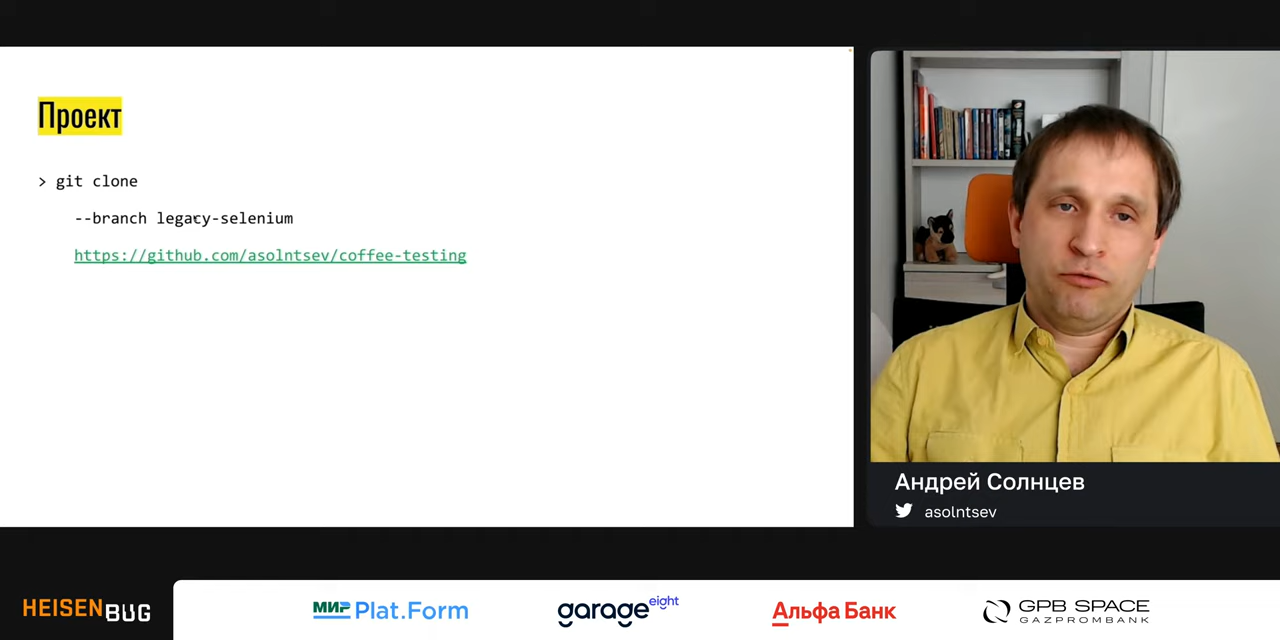 Проект
> git clone
--branch legacy-selenium
https://github.com/asolntsev/coffee-testing
Андрей Солнцев
asolntsev
HEISENBUG
МИР Plat.Form
garage eight
Альфа Банк
GPB SPACE
GAZPROMBANK